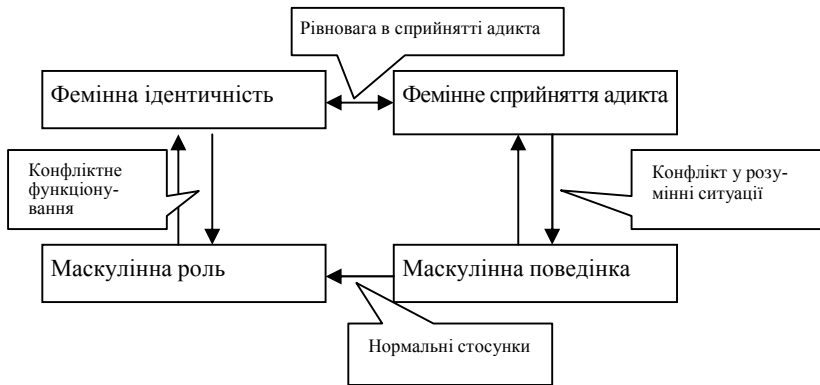 Рівновага в сприйнятті адикта
Фемінна ідентичність
Фемінне сприйняття адикта
Конфліктне
функціону-
вання
Конфлікт у розу-
мінні ситуації
Маскулінна роль
Маскулінна поведінка
Нормальні стосунки